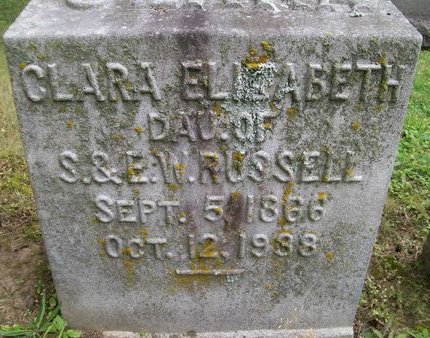 CLARA ELIZABETH
DAU. OF
S. & E. W. RUSSELL
SEPT. 5, 1866
OCT. 12, 1938